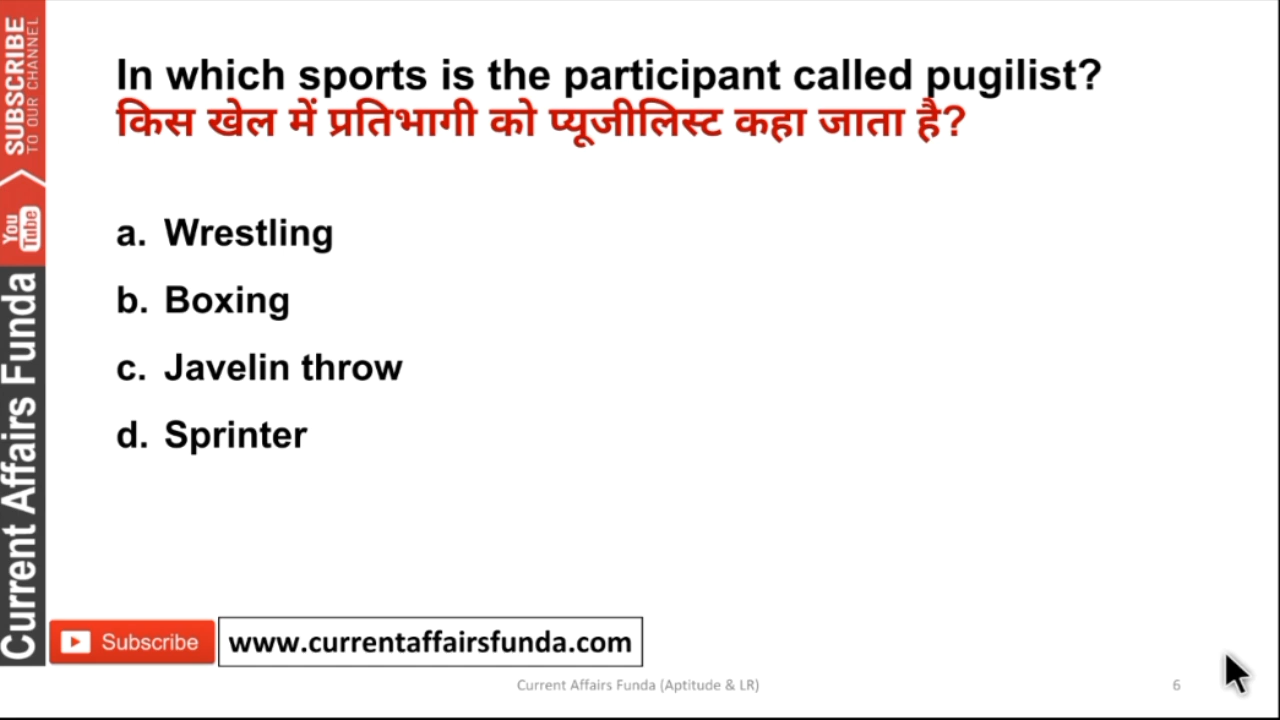 In which sports is the participant called pugilist?
किस खेल में प्रतिभागी को प्यूजीलिस्ट कहा जाता है?
a. Wrestling
b. Boxing
c. Javelin throw
d. Sprinter
SUBSCRIBE
TO OUR CHANNEL
You
Tube
Current Affairs Funda
Subscribe
www.currentaffairsfunda.com
Current Affairs Funda (Aptitude & LR)
6